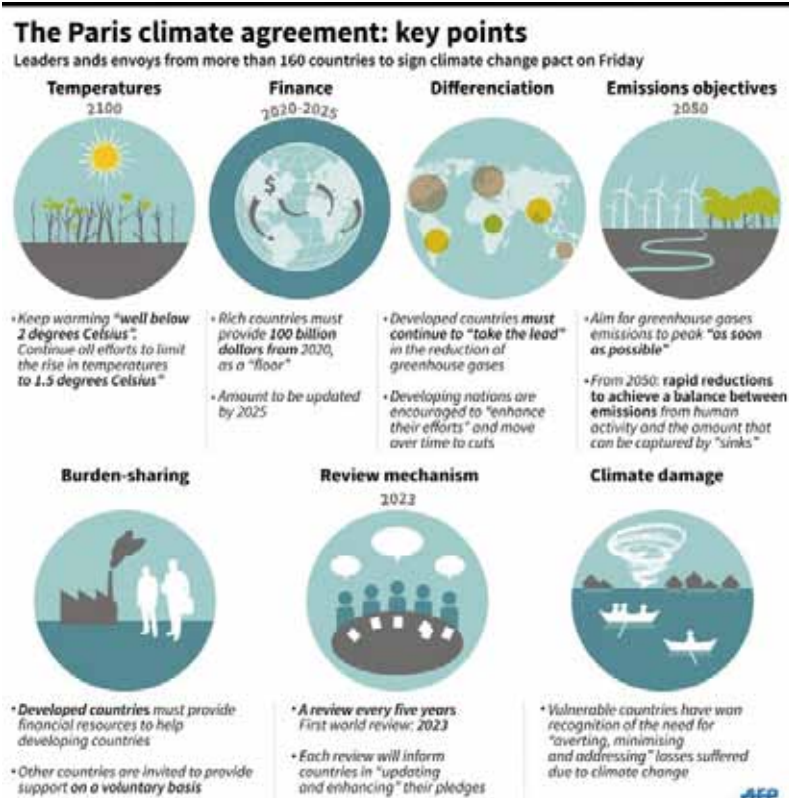 The Paris climate agreement: key points
Leaders ands envoys from more than 160 countries to sign climate change pact on Friday
Temperatures
2100
• Keep warming "well below
2 degrees Celsius".
Continue all efforts to limit
the rise in temperatures
to 1.5 degrees Celsius"
Finance
2020-2025
$
• Rich countries must
provide 100 billion
dollars from 2020,
as a "floor"
• Amount to be updated
by 2025
Differenciation
• Developed countries must
continue to "take the lead"
in the reduction of
greenhouse gases
• Developing nations are
encouraged to "enhance
their efforts" and move
over time to cuts
Emissions objectives
2050
• Aim for greenhouse gases
emissions to peak "as soon
as possible"
• From 2050: rapid reductions
to achieve a balance between
emissions from human
activity and the amount that
can be captured by "sinks"
Burden-sharing
• Developed countries must provide
financial resources to help
developing countries
• Other countries are invited to provide
support on a voluntary basis
Review mechanism
2023
• A review every five years
First world review: 2023
• Each review will inform
countries in "updating
and enhancing" their pledges
Climate damage
• Vulnerable countries have won
recognition of the need for
"averting, minimising
and addressing" losses suffered
due to climate change
AFP